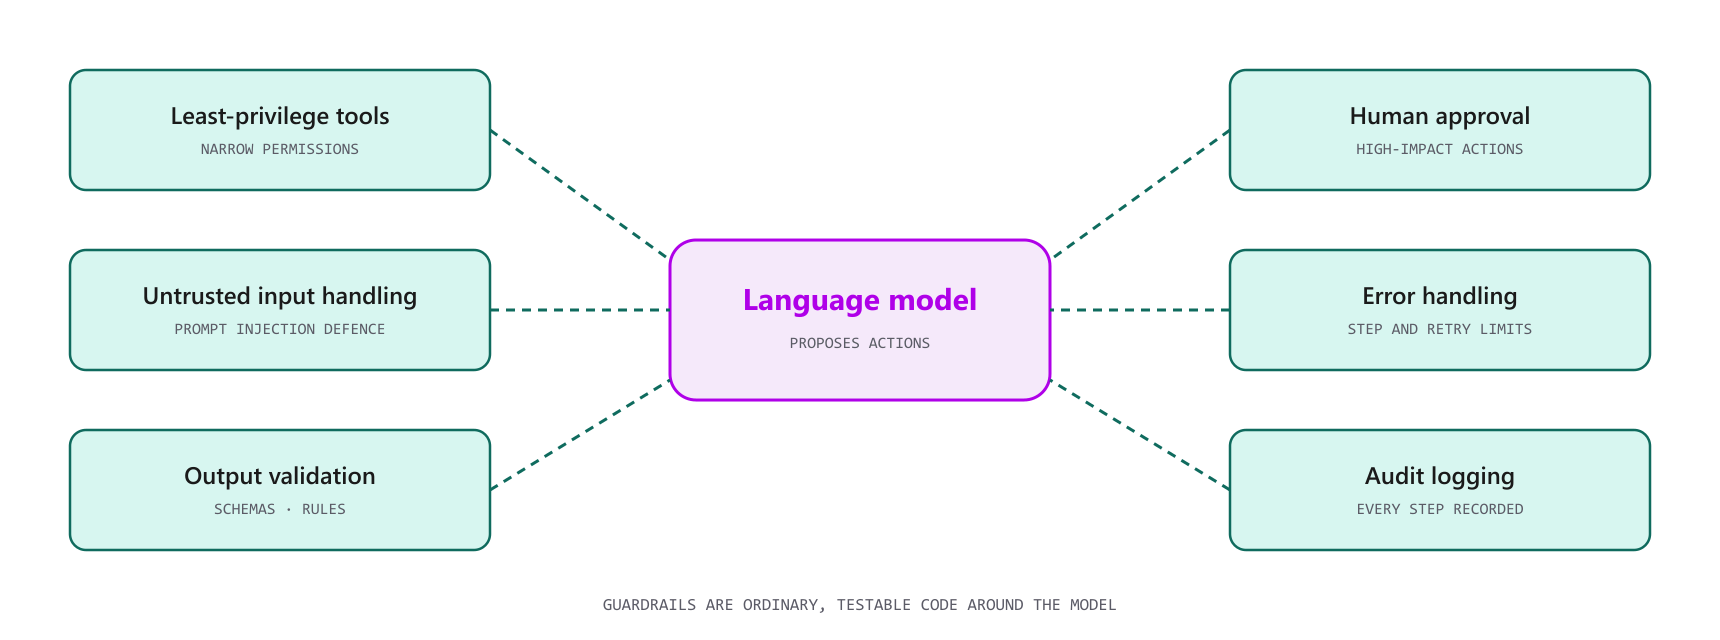 Least-privilege tools
NARROW PERMISSIONS
Untrusted input handling
PROMPT INJECTION DEFENCE
Output validation
SCHEMAS · RULES
Language model
PROPOSES ACTIONS
Human approval
HIGH-IMPACT ACTIONS
Error handling
STEP AND RETRY LIMITS
Audit logging
EVERY STEP RECORDED
GUARDRAILS ARE ORDINARY, TESTABLE CODE AROUND THE MODEL